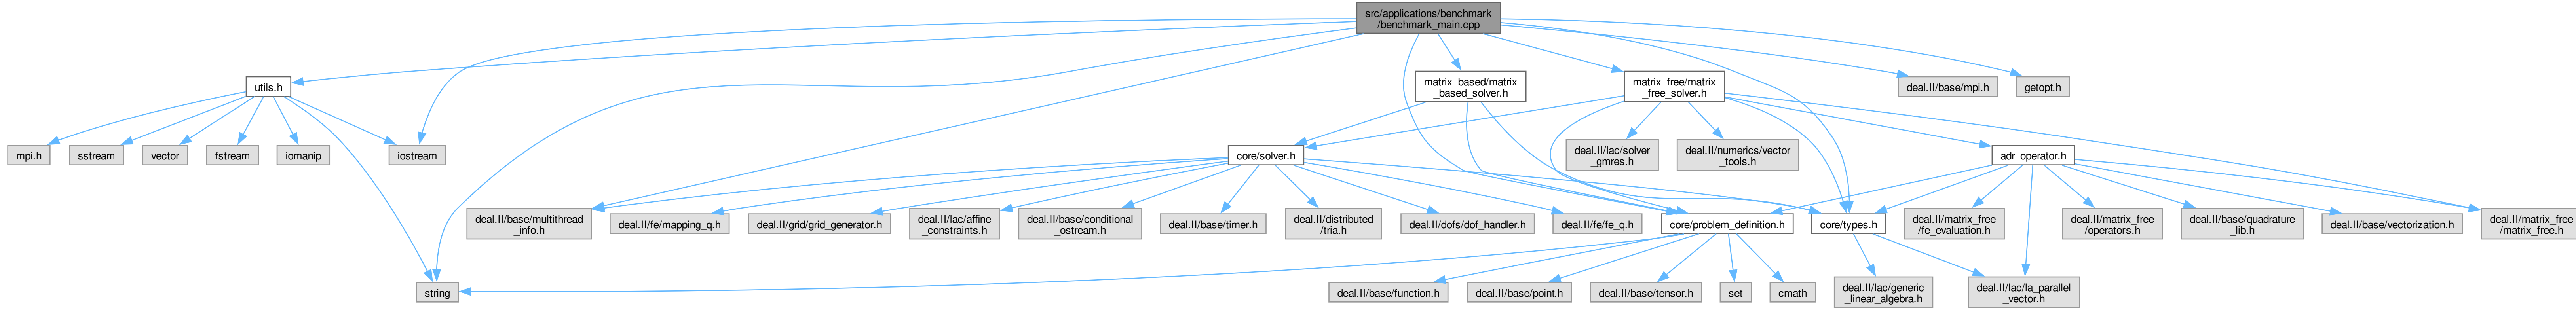 src/applications/benchmark
/benchmark_main.cpp
utils.h
matrix_based/matrix
_based_solver.h
matrix_free/matrix
_free_solver.h
deal.II/base/mpi.h
getopt.h
mpi.h
sstream
vector
fstream
iomanip
iostream
core/solver.h
deal.II/lac/solver
_gmres.h
deal.II/numerics/vector
_tools.h
adr_operator.h
deal.II/base/multithread
_info.h
deal.II/fe/mapping_q.h
deal.II/grid/grid_generator.h
deal.II/lac/affine
_constraints.h
deal.II/base/conditional
_ostream.h
deal.II/base/timer.h
deal.II/distributed
/tria.h
deal.II/dofs/dof_handler.h
deal.II/fe/fe_q.h
core/problem_definition.h
core/types.h
deal.II/matrix_free
/fe_evaluation.h
deal.II/matrix_free
/operators.h
deal.II/base/quadrature
_lib.h
deal.II/base/vectorization.h
deal.II/matrix_free
/matrix_free.h
string
deal.II/base/function.h
deal.II/base/point.h
deal.II/base/tensor.h
set
cmath
deal.II/lac/generic
_linear_algebra.h
deal.II/lac/la_parallel
_vector.h